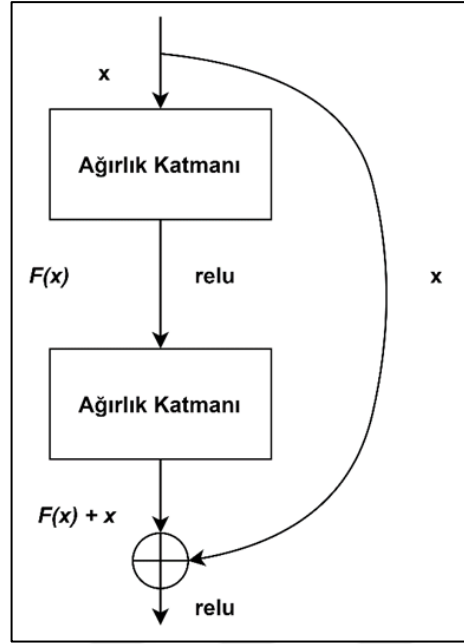 x
Ağırlık Katmanı
F(x)
relu
x
Ağırlık Katmanı
F(x) + x
relu